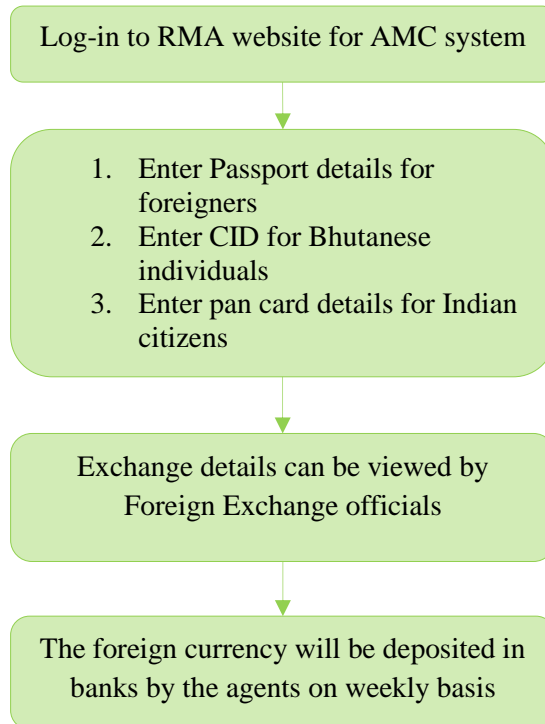 Log-in to RMA website for AMC system
1. Enter Passport details for
foreigners
2. Enter CID for Bhutanese
individuals
3. Enter pan card details for Indian
citizens
Exchange details can be viewed by
Foreign Exchange officials
The foreign currency will be deposited in
banks by the agents on weekly basis